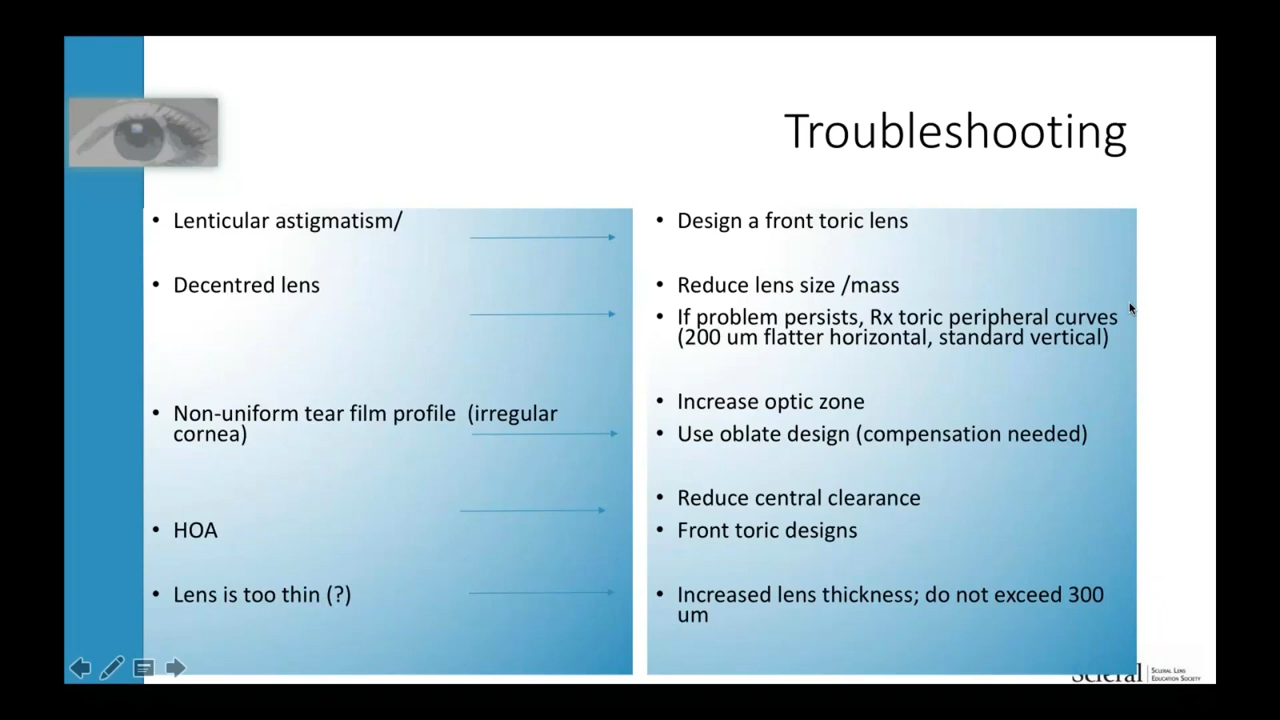 Troubleshooting
• Lenticular astigmatism/
• Decentred lens
• Non-uniform tear film profile (irregular
cornea)
• HOA
• Lens is too thin (?)
• Design a front toric lens
• Reduce lens size /mass
• If problem persists, Rx toric peripheral curves
(200 um flatter horizontal, standard vertical)
• Increase optic zone
• Use oblate design (compensation needed)
• Reduce central clearance
• Front toric designs
• Increased lens thickness; do not exceed 300
um
Scleral
Scleral Lens
Education Society